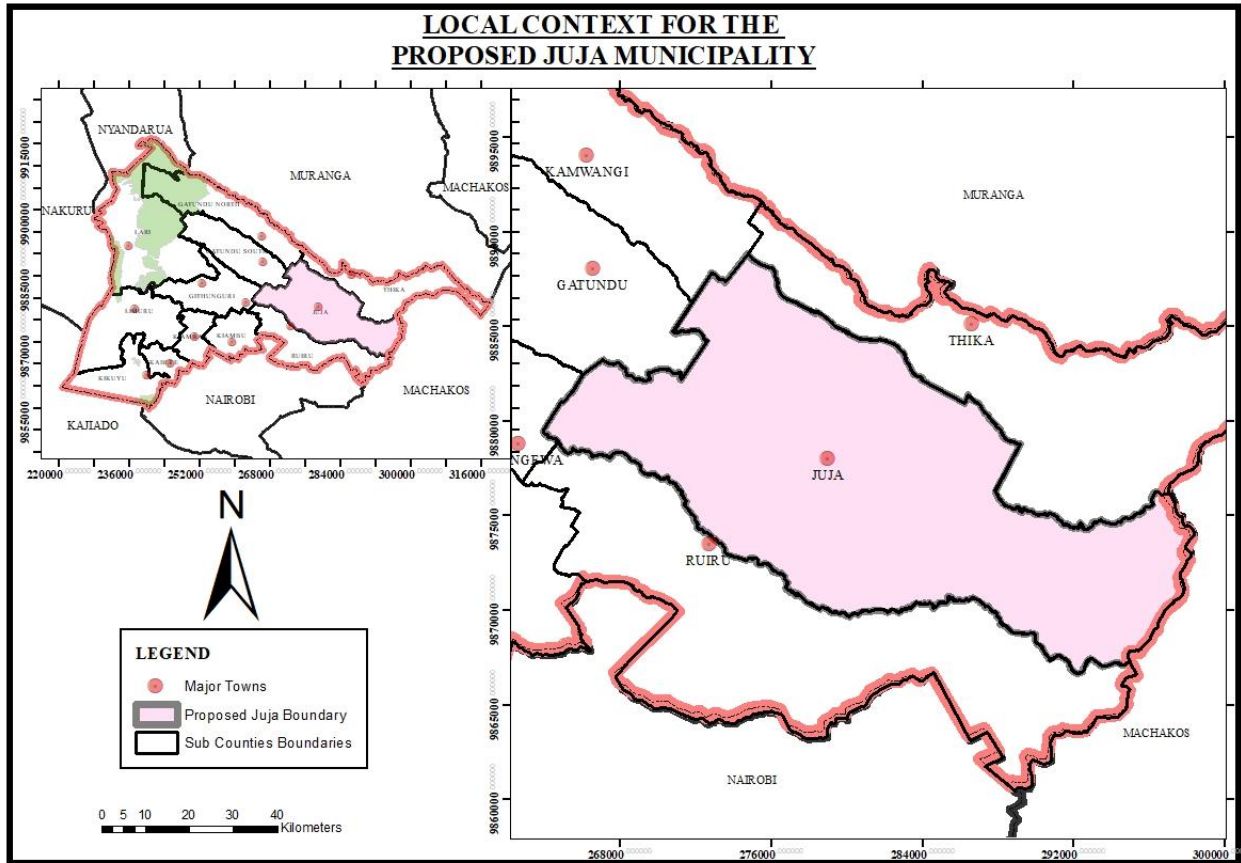 LOCAL CONTEXT FOR THE
PROPOSED JUJA MUNICIPALITY
NYANDARUA
MURANGA
MACHAKOS
NAKURU
GATUNDU NORTH
LARI
GITHUNGURI
THIKA
LIMURU
JUJA
KIAMBU
RUIRU
KIKUYU
NAIROBI
MACHAKOS
KAJIADO
9915000
9900000
9885000
9870000
9855000
220000 236000 252000 268000 284000 300000 316000
N
LEGEND
Major Towns
Proposed Juja Boundary
Sub Counties Boundaries
0 5 10 20 30 40
Kilometers
KAMWANGI
MURANGA
GATUNDU
THIKA
NGEWA
JUJA
RUIRU
MACHAKOS
NAIROBI
9895000
9890000
9885000
9880000
9875000
9870000
9865000
9860000
268000 276000 284000 292000 300000